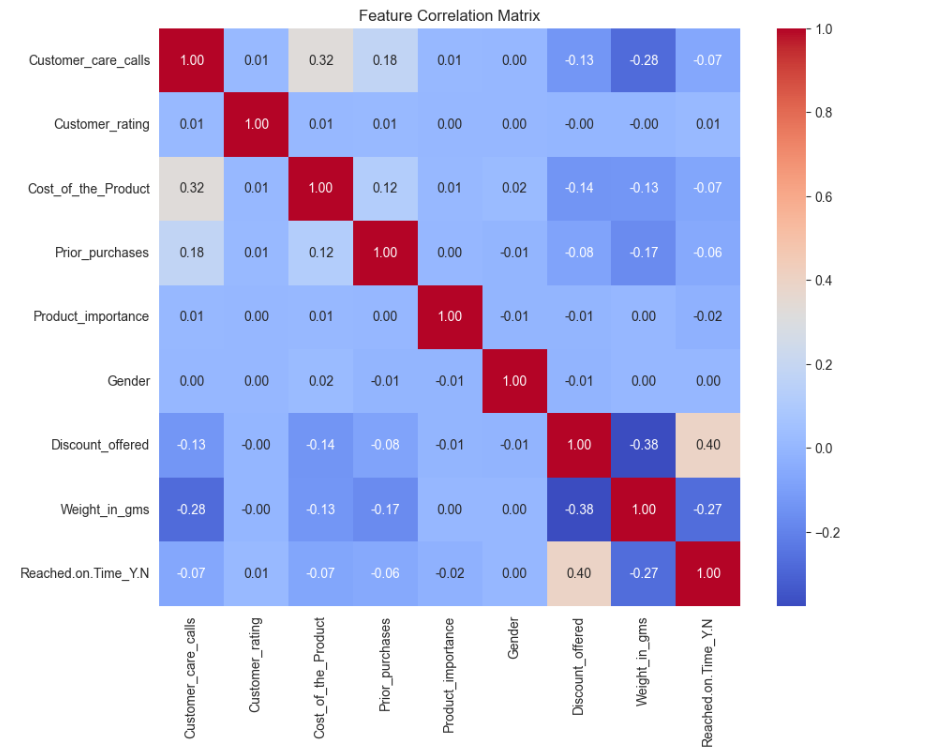 Feature Correlation Matrix
Customer_care_calls 1.00 0.01 0.32 0.18 0.01 0.00 -0.13 -0.28 -0.07
Customer_rating 0.01 1.00 0.01 0.01 0.00 0.00 -0.00 -0.00 0.01
Cost_of_the_Product 0.32 0.01 1.00 0.12 0.01 0.02 -0.14 -0.13 -0.07
Prior_purchases 0.18 0.01 0.12 1.00 0.00 -0.01 -0.08 -0.17 -0.06
Product_importance 0.01 0.00 0.01 0.00 1.00 -0.01 -0.01 0.00 -0.02
Gender 0.00 0.00 0.02 -0.01 -0.01 1.00 -0.01 0.00 0.00
Discount_offered -0.13 -0.00 -0.14 -0.08 -0.01 -0.01 1.00 -0.38 0.40
Weight_in_gms -0.28 -0.00 -0.13 -0.17 0.00 0.00 -0.38 1.00 -0.27
Reached.on.Time_Y.N -0.07 0.01 -0.07 -0.06 -0.02 0.00 0.40 -0.27 1.00
Customer_care_calls
Customer_rating
Cost_of_the_Product
Prior_purchases
Product_importance
Gender
Discount_offered
Weight_in_gms
Reached.on.Time_Y.N
1.0
0.8
0.6
0.4
0.2
0.0
−0.2